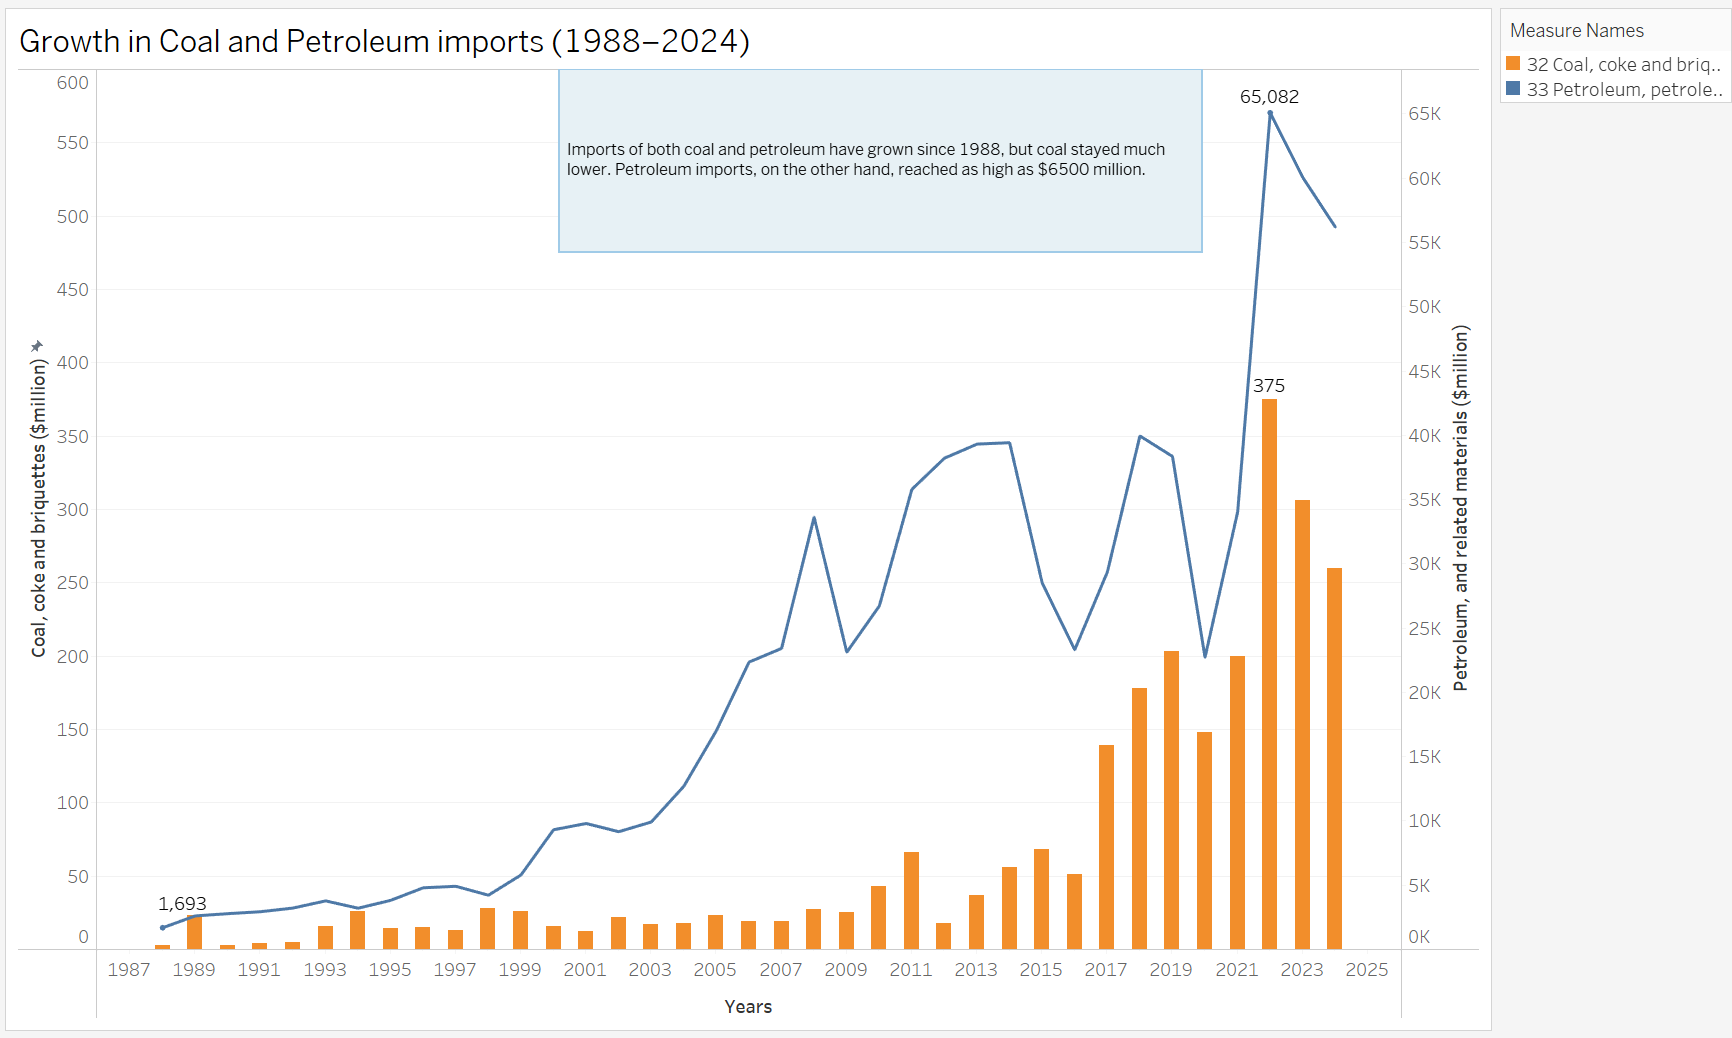 Growth in Coal and Petroleum imports (1988–2024)
Measure Names
32 Coal, coke and briq..
33 Petroleum, petrole..
Imports of both coal and petroleum have grown since 1988, but coal stayed much
lower. Petroleum imports, on the other hand, reached as high as $6500 million.
600
550
500
450
400
350
300
250
200
150
100
50
0
Coal, coke and briquettes ($million)
65,082
375
1,693
65K
60K
55K
50K
45K
40K
35K
30K
25K
20K
15K
10K
5K
0K
Petroleum, and related materials ($million)
1987 1989 1991 1993 1995 1997 1999 2001 2003 2005 2007 2009 2011 2013 2015 2017 2019 2021 2023 2025
Years